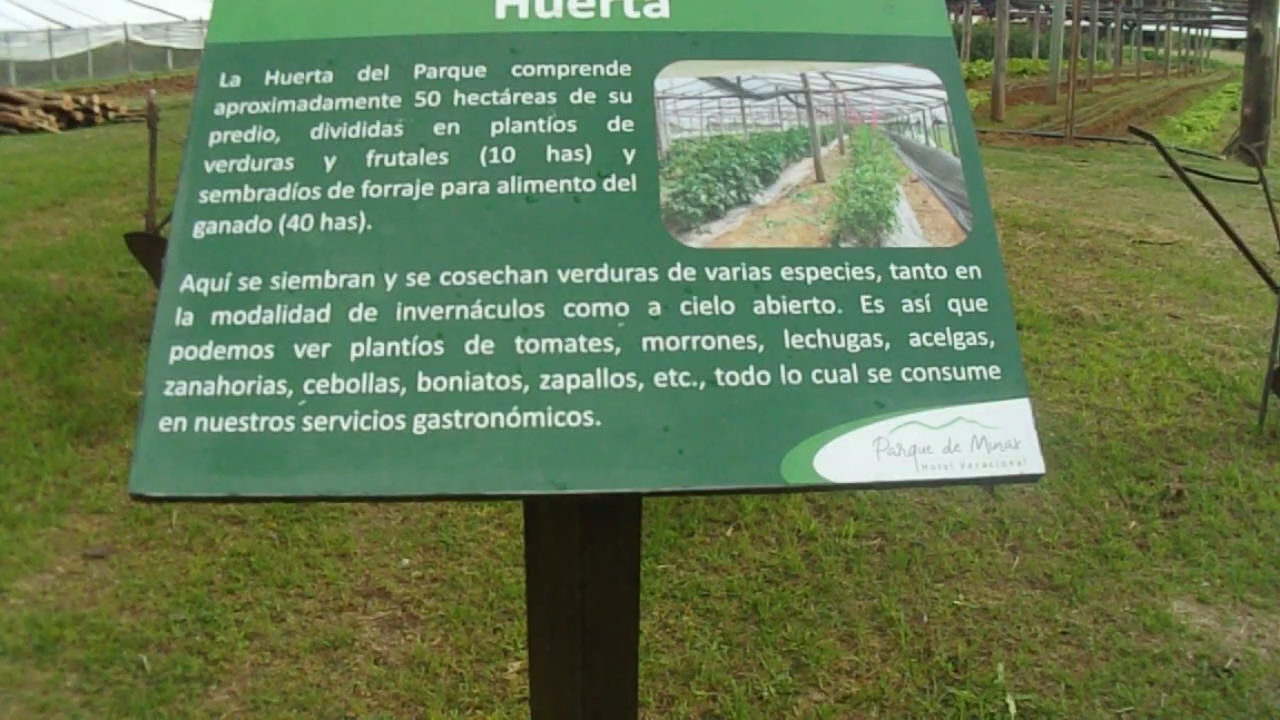 Huerta
La Huerta del Parque comprende
aproximadamente 50 hectáreas de su
predio, divididas en plantíos de
verduras y frutales (10 has) y
sembradíos de forraje para alimento del
ganado (40 has).
Aquí se siembran y se cosechan verduras de varias especies, tanto en
la modalidad de invernáculos como a cielo abierto. Es así que
podemos ver plantíos de tomates, morrones, lechugas, acelgas,
zanahorias, cebollas, boniatos, zapallos, etc., todo lo cual se consume
en nuestros servicios gastronómicos.
Parque de Minas
Hotel Vacacional